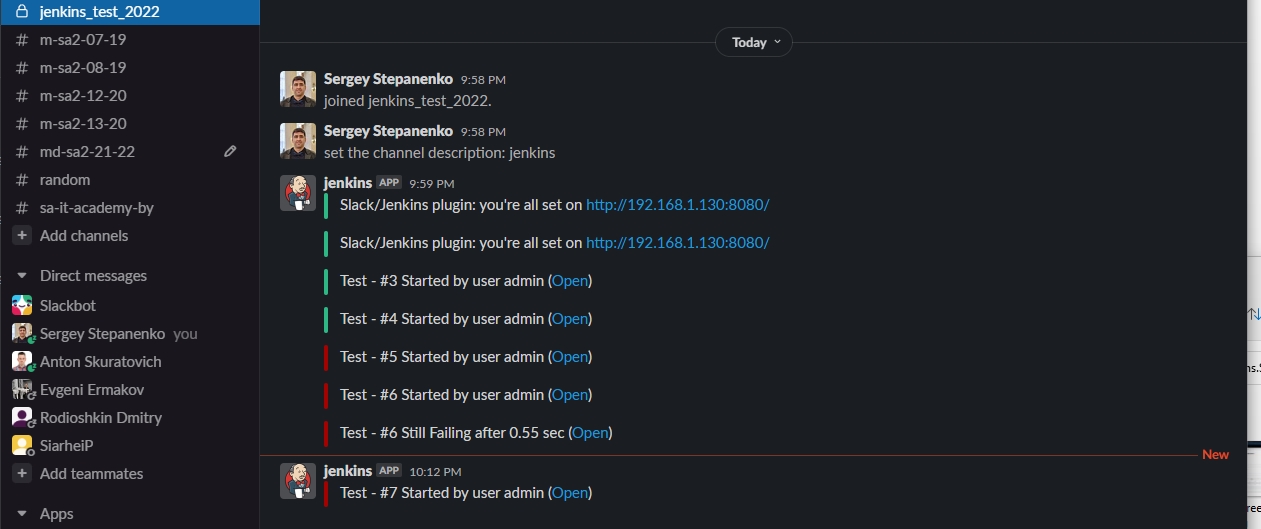 jenkins_test_2022
# m-sa2-07-19
# m-sa2-08-19
# m-sa2-12-20
# m-sa2-13-20
# md-sa2-21-22
# random
# sa-it-academy-by
+ Add channels
Direct messages
Slackbot
Sergey Stepanenko you
Anton Skuratovich
Evgeni Ermakov
Rodioshkin Dmitry
SiarheiP
+ Add teammates
Apps
Today
Sergey Stepanenko 9:58 PM
joined jenkins_test_2022.
Sergey Stepanenko 9:58 PM
set the channel description: jenkins
jenkins APP 9:59 PM
Slack/Jenkins plugin: you're all set on http://192.168.1.130:8080/
Slack/Jenkins plugin: you're all set on http://192.168.1.130:8080/
Test - #3 Started by user admin (Open)
Test - #4 Started by user admin (Open)
Test - #5 Started by user admin (Open)
Test - #6 Started by user admin (Open)
Test - #6 Still Failing after 0.55 sec (Open)
New
jenkins APP 10:12 PM
Test - #7 Started by user admin (Open)